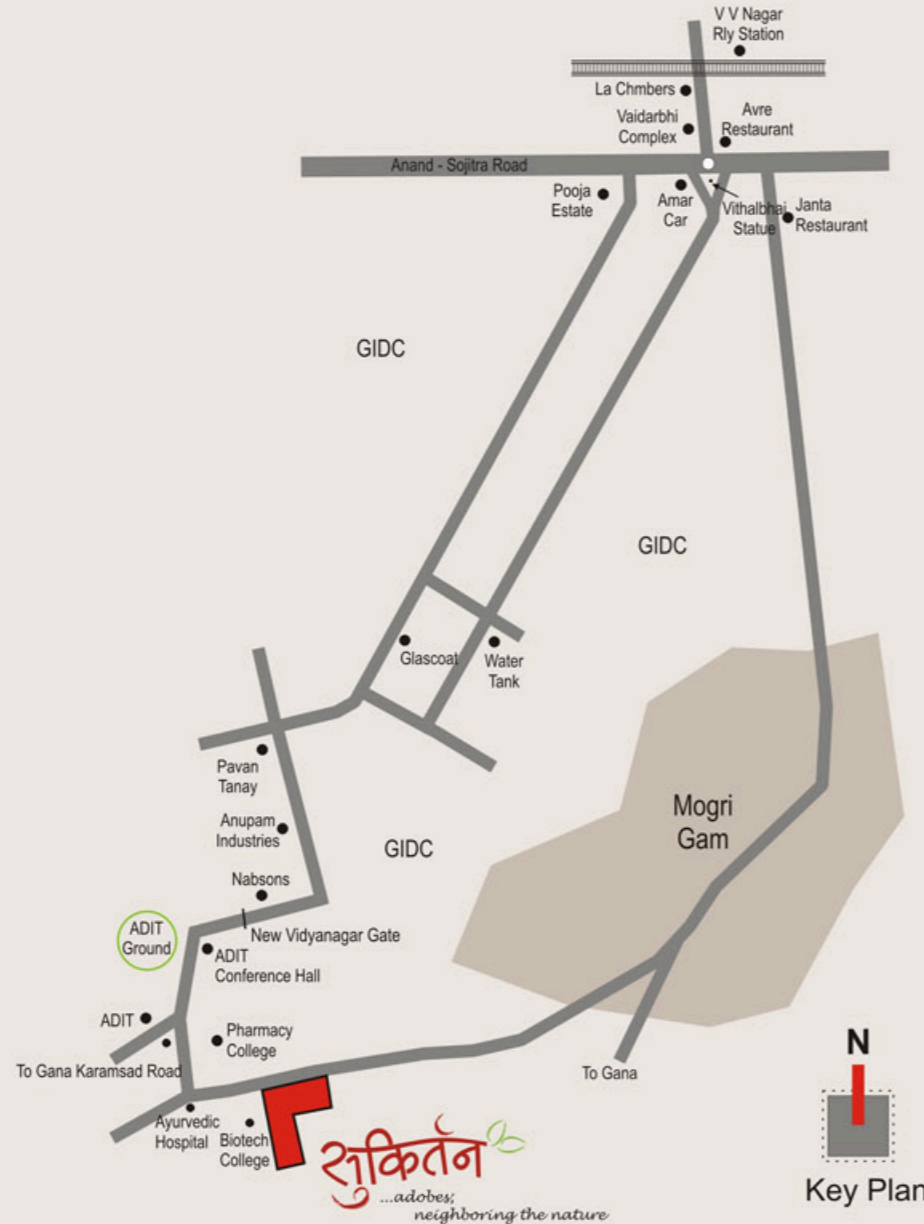 V V Nagar
Rly Station
La Chmbers
Vaidarbhi
Complex
Avre
Restaurant
Anand - Sojitra Road
Pooja
Estate
Amar
Car
Vithalbhai
Statue
Janta
Restaurant
GIDC
GIDC
Glascoat
Water
Tank
Pavan
Tanay
Anupam
Industries
Mogri
Gam
GIDC
Nabsons
ADIT
Ground
New Vidyanagar Gate
ADIT
Conference Hall
ADIT
Pharmacy
College
To Gana Karamsad Road
To Gana
N
Ayurvedic
Hospital
Biotech
College
सुकिर्तन
...adobes;
neighboring the nature
Key Plan